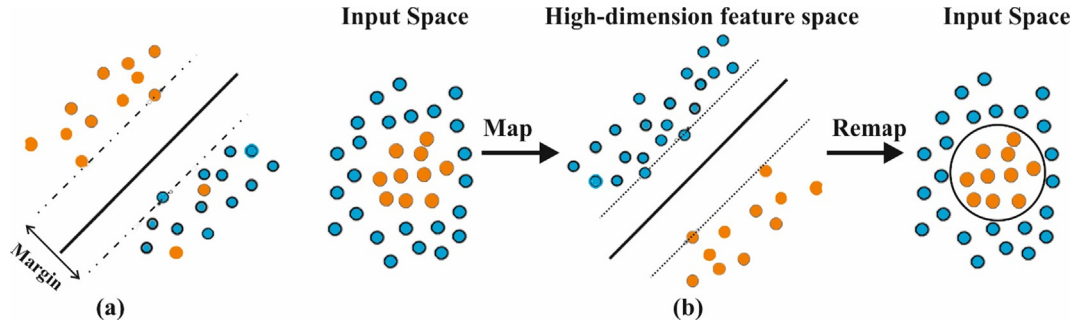 Input Space
High-dimension feature space
Input Space
Map
Remap
Margin
(a)
(b)